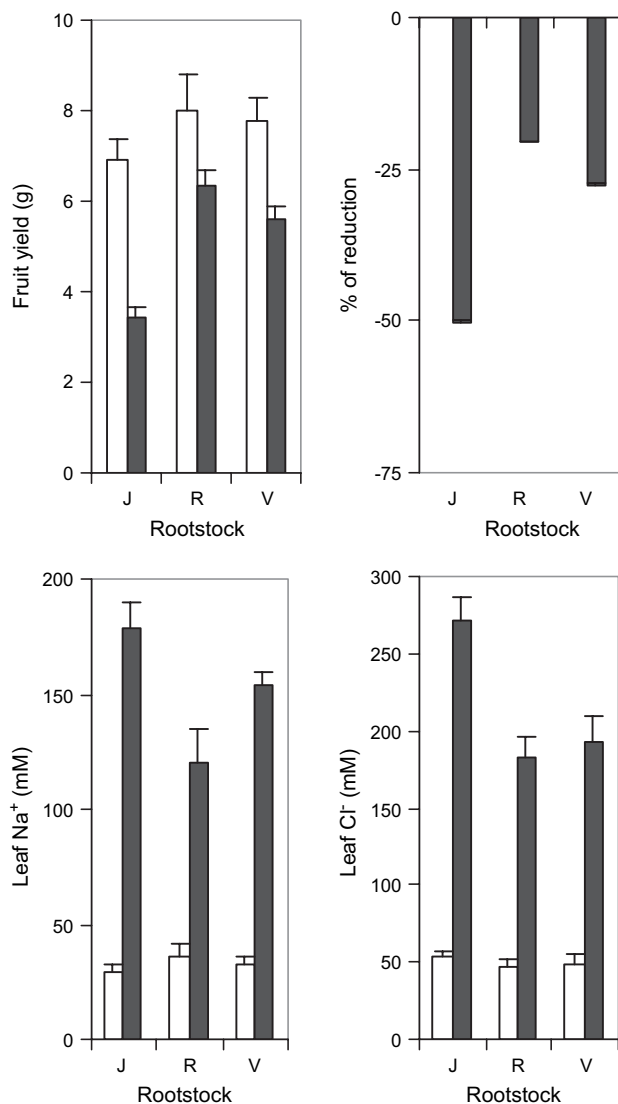 Fruit yield (g)
10
8
6
4
2
0
J R V
Rootstock
% of reduction
0
-25
-50
-75
J R V
Rootstock
Leaf Na⁺ (mM)
200
150
100
50
0
J R V
Rootstock
Leaf Cl⁻ (mM)
300
250
200
150
100
50
0
J R V
Rootstock